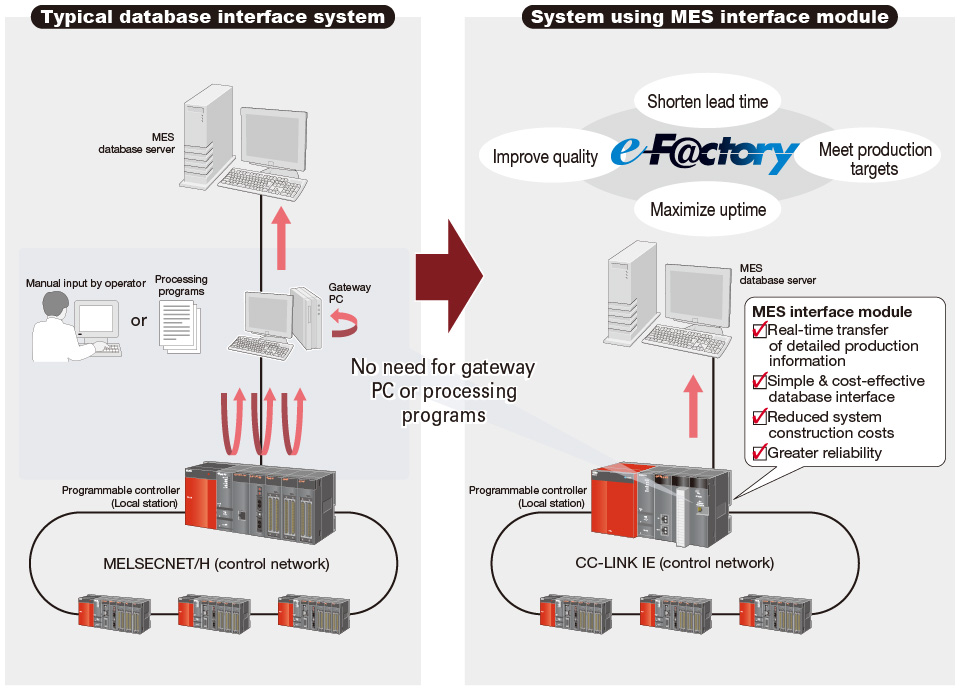 Typical database interface system
MES
database server
Manual input by operator
or
Processing
programs
Gateway
PC
No need for gateway
PC or processing
programs
Programmable controller
(Local station)
MELSECNET/H (control network)
System using MES interface module
Shorten lead time
Improve quality
e-F@ctory
Meet production
targets
Maximize uptime
MES
database server
MES interface module
Real-time transfer
of detailed production
information
Simple & cost-effective
database interface
Reduced system
construction costs
Greater reliability
Programmable controller
(Local station)
CC-LINK IE (control network)